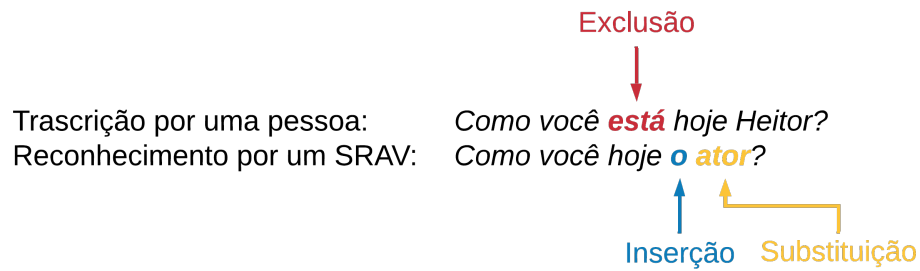 Exclusão
Trascrição por uma pessoa: Como você está hoje Heitor?
Reconhecimento por um SRAV: Como você hoje o ator?
Inserção Substituição